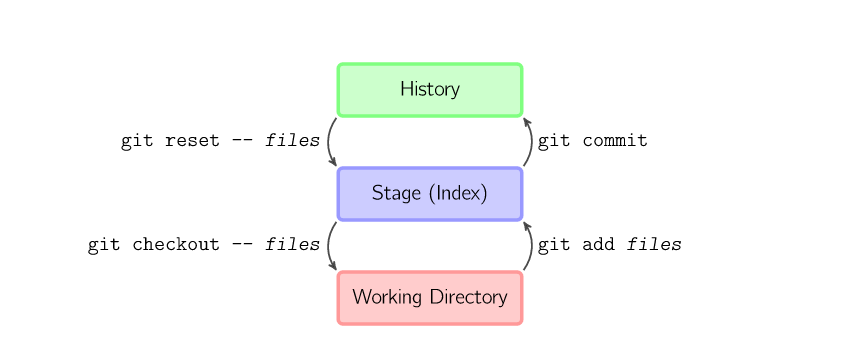 History
git reset -- files
git commit
Stage (Index)
git checkout -- files
git add files
Working Directory